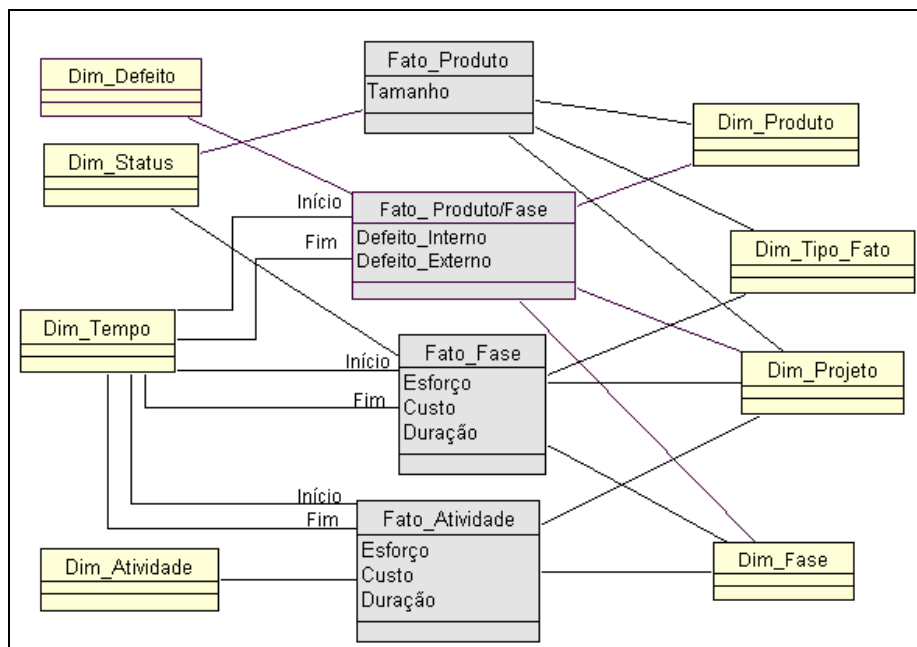 Fato_Produto
Tamanho
Dim_Defeito
Dim_Produto
Dim_Status
Início
Fato_ Produto/Fase
Fim
Defeito_Interno
Defeito_Externo
Dim_Tipo_Fato
Dim_Tempo
Início
Fato_Fase
Dim_Projeto
Esforço
Fim
Custo
Duração
Início
Fim
Fato_Atividade
Esforço
Custo
Duração
Dim_Atividade
Dim_Fase